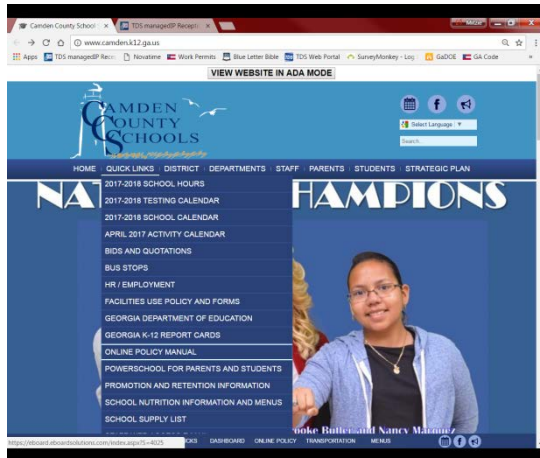 Camden County School
TDS managedIP Recepti
www.camden.k12.ga.us
Apps
TDS managedIP Rece
Novatime
Work Permits
Blue Letter Bible
TDS Web Portal
SurveyMonkey - Log
GaDOE
GA Code
VIEW WEBSITE IN ADA MODE
CAMDEN
COUNTY
SCHOOLS
Select Language
Search
HOME QUICK LINKS DISTRICT DEPARTMENTS STAFF PARENTS STUDENTS STRATEGIC PLAN
NAT HAMPIONS
2017-2018 SCHOOL HOURS
2017-2018 TESTING CALENDAR
2017-2018 SCHOOL CALENDAR
APRIL 2017 ACTIVITY CALENDAR
BIDS AND QUOTATIONS
BUS STOPS
HR / EMPLOYMENT
FACILITIES USE POLICY AND FORMS
GEORGIA DEPARTMENT OF EDUCATION
GEORGIA K-12 REPORT CARDS
ONLINE POLICY MANUAL
POWERSCHOOL FOR PARENTS AND STUDENTS
PROMOTION AND RETENTION INFORMATION
SCHOOL NUTRITION INFORMATION AND MENUS
SCHOOL SUPPLY LIST
ooke Butler and Nancy Marquez
https://eboard.eboardsolutions.com/index.aspx?S=4025
CKS DASHBOARD ONLINE POLICY TRANSPORTATION MENUS